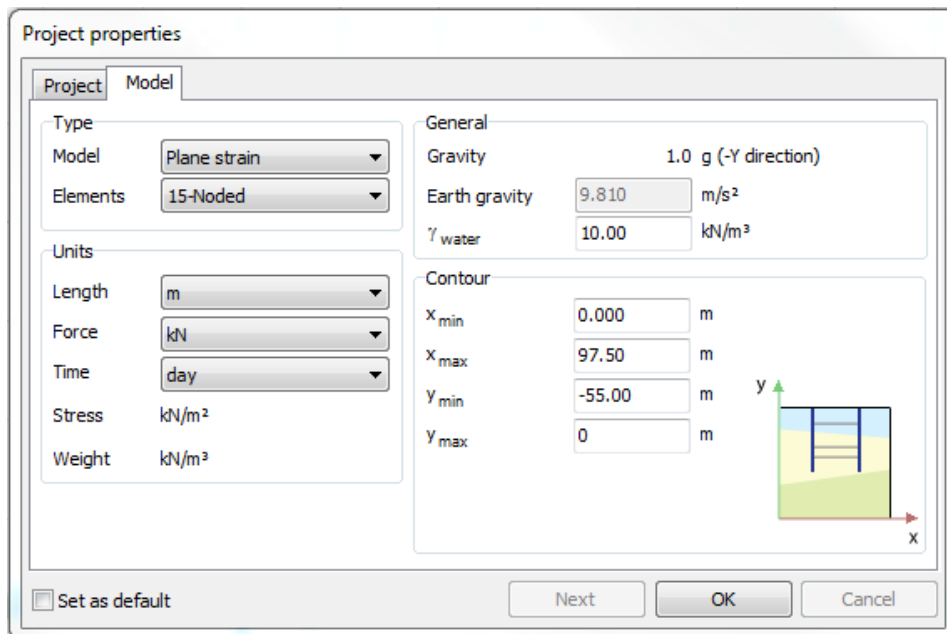 Project properties
Project
Model
Type
Model
Plane strain
Elements
15-Noded
Units
Length
m
Force
kN
Time
day
Stress
kN/m²
Weight
kN/m³
General
Gravity
1.0 g (-Y direction)
Earth gravity
9.810
m/s²
γ water
10.00
kN/m³
Contour
x min
0.000
m
x max
97.50
m
y min
-55.00
m
y max
0
m
y
x
Set as default
Next
OK
Cancel